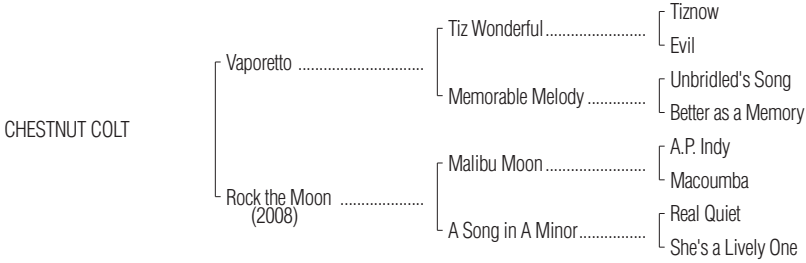 Tiznow
Tiz Wonderful........................
Evil
Vaporetto ..............................
Unbridled's Song
Memorable Melody ..............
Better as a Memory
CHESTNUT COLT
A.P. Indy
Malibu Moon........................
Macoumba
Rock the Moon ....................
(2008)
Real Quiet
A Song in A Minor................
She's a Lively One